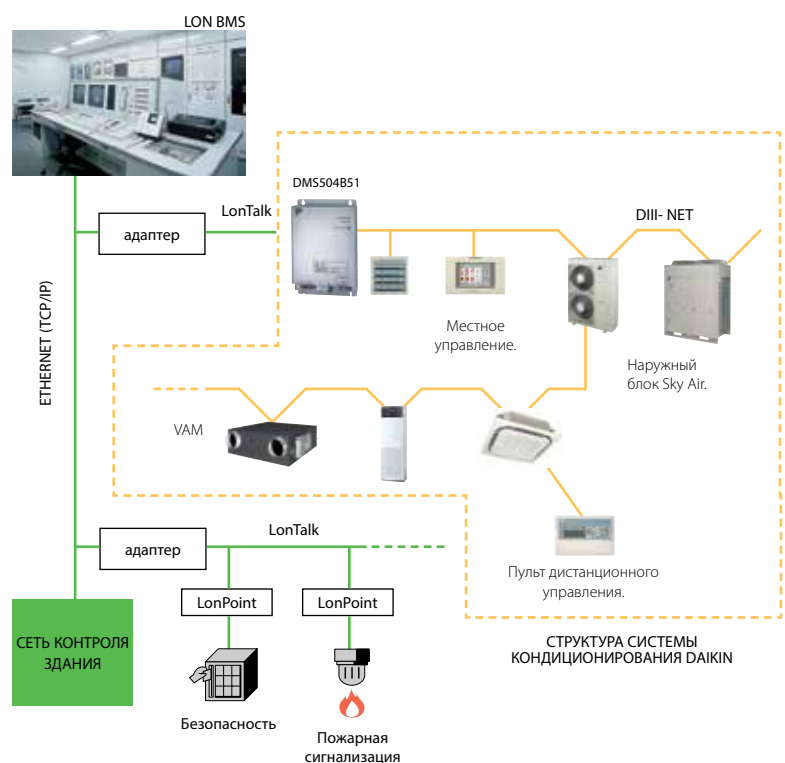 LON BMS
DMS504B51
LonTalk
адаптер
DIII- NET
ETHERNET (TCP/IP)
Местное
управление.
Наружный
блок Sky Air.
VAM
LonTalk
адаптер
Пульт дистанционного
управления.
LonPoint
LonPoint
СЕТЬ КОНТРОЛЯ
ЗДАНИЯ
СТРУКТУРА СИСТЕМЫ
КОНДИЦИОНИРОВАНИЯ DAIKIN
Безопасность
Пожарная
сигнализация